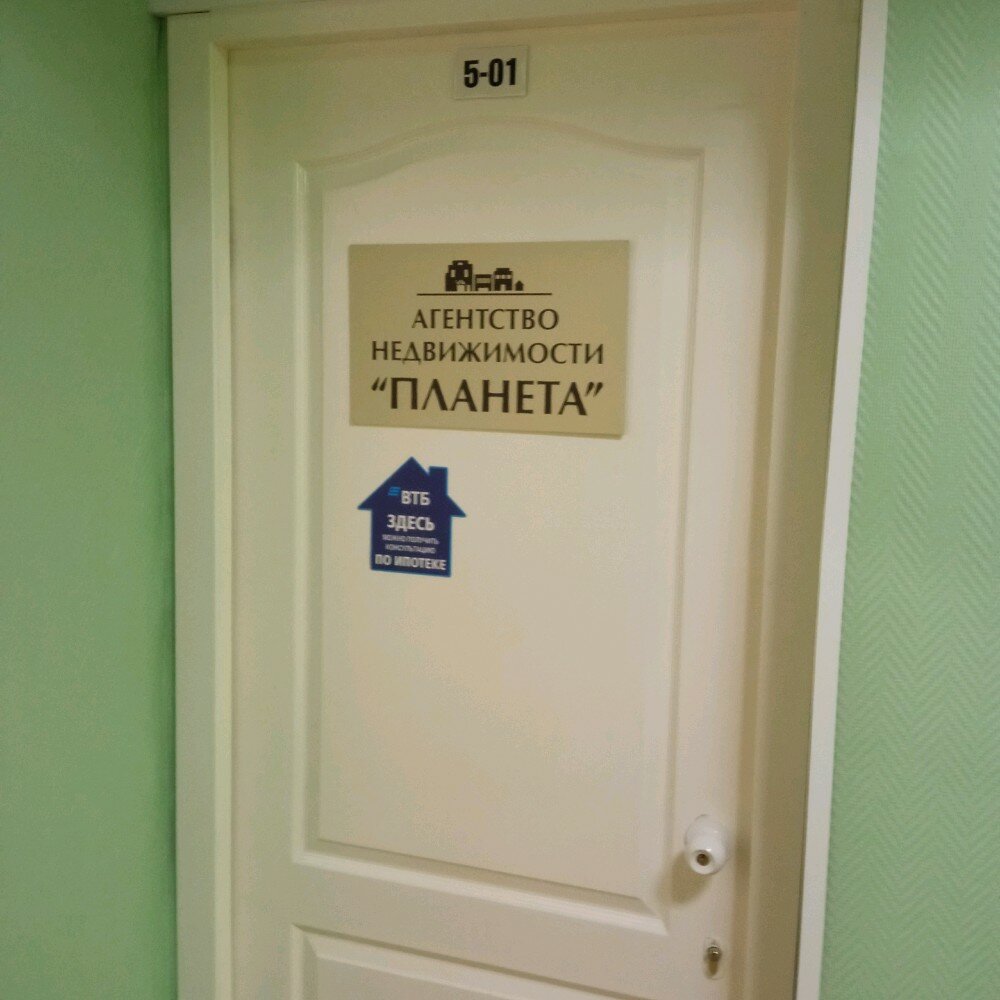 5-01
АГЕНТСТВО
НЕДВИЖИМОСТИ
“ПЛАНЕТА”
ВТБ
ЗДЕСЬ
МОЖНО ПОЛУЧИТЬ
КОНСУЛЬТАЦИЮ
ПО ИПОТЕКЕ